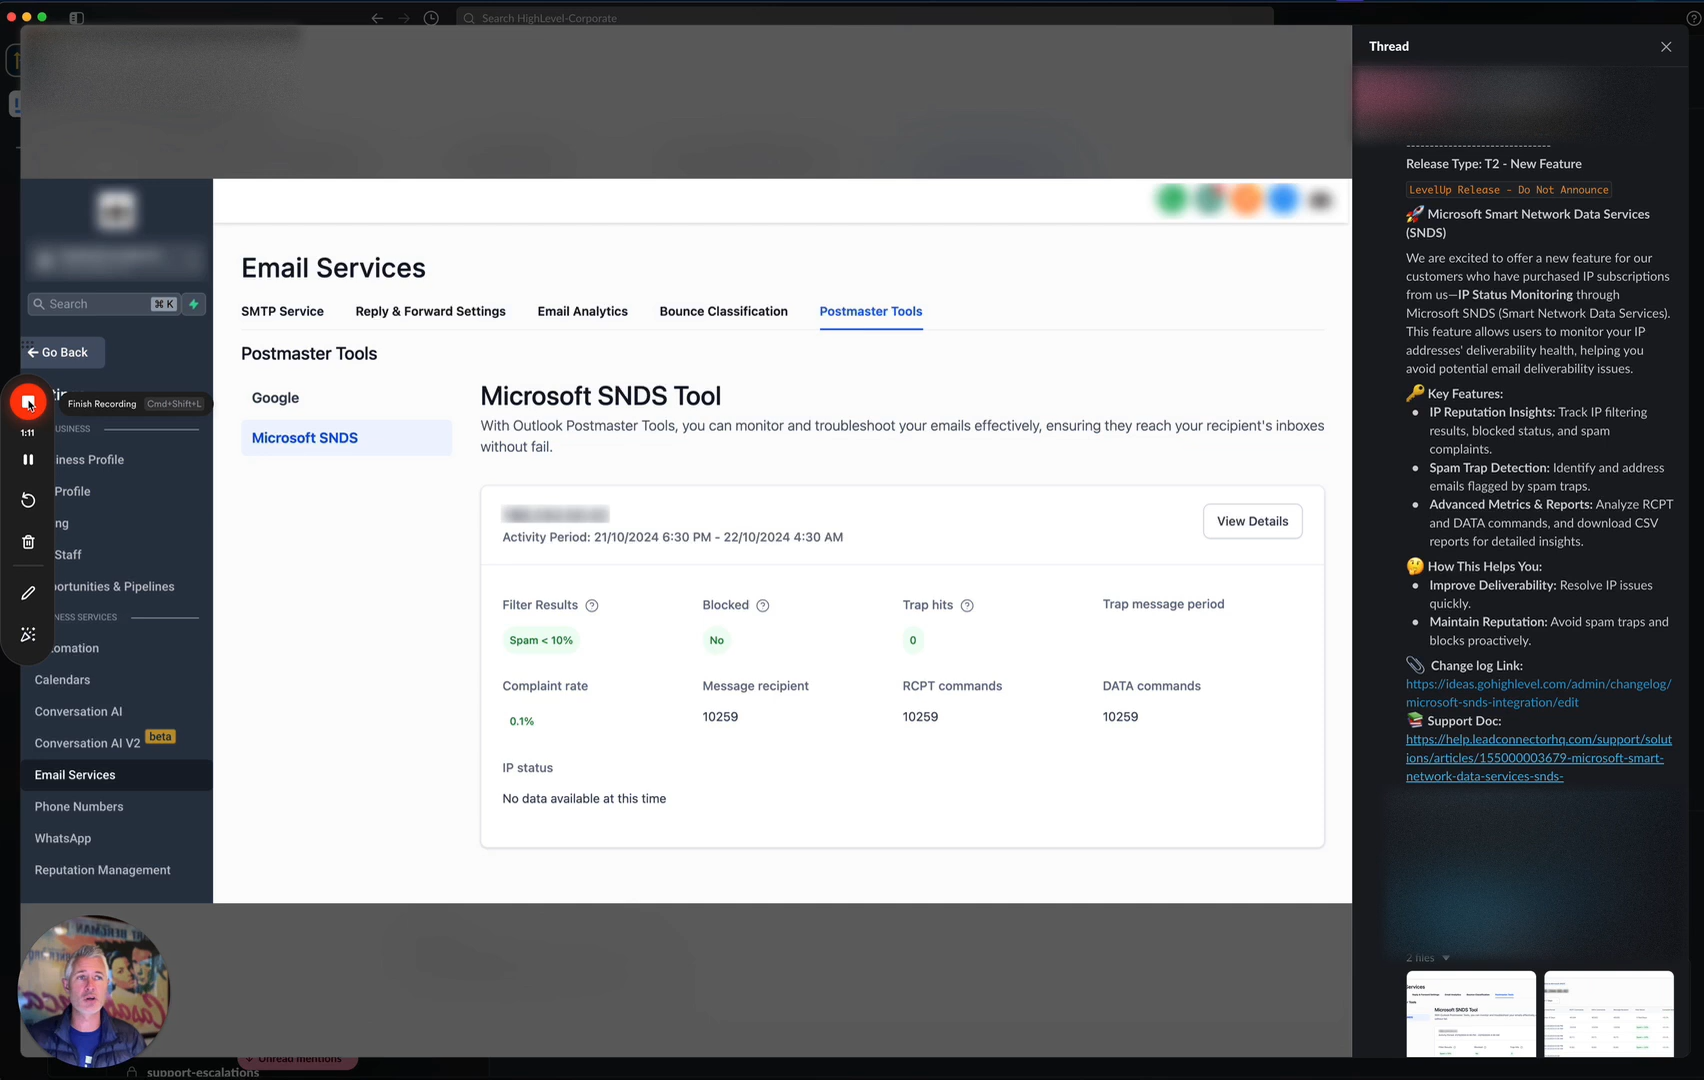 Search HighLevel-Corporate
Search
⌘ K
Go Back
Finish Recording Cmd+Shift+L
1:11
USINESS
iness Profile
Profile
ng
Staff
portunities & Pipelines
NESS SERVICES
omation
Calendars
Conversation AI
Conversation AI V2 beta
Email Services
Phone Numbers
WhatsApp
Reputation Management
Email Services
SMTP Service
Reply & Forward Settings
Email Analytics
Bounce Classification
Postmaster Tools
Postmaster Tools
Google
Microsoft SNDS
Microsoft SNDS Tool
With Outlook Postmaster Tools, you can monitor and troubleshoot your emails effectively, ensuring they reach your recipient's inboxes
without fail.
Activity Period: 21/10/2024 6:30 PM - 22/10/2024 4:30 AM
View Details
Filter Results
Blocked
Trap hits
Trap message period
Spam < 10%
No
0
Complaint rate
Message recipient
RCPT commands
DATA commands
0.1%
10259
10259
10259
IP status
No data available at this time
Unread mentions
support-escalations
Thread
Release Type: T2 - New Feature
LevelUp Release - Do Not Announce
🚀 Microsoft Smart Network Data Services
(SNDS)
We are excited to offer a new feature for our
customers who have purchased IP subscriptions
from us—IP Status Monitoring through
Microsoft SNDS (Smart Network Data Services).
This feature allows users to monitor your IP
addresses' deliverability health, helping you
avoid potential email deliverability issues.
🔑 Key Features:
• IP Reputation Insights: Track IP filtering
results, blocked status, and spam
complaints.
• Spam Trap Detection: Identify and address
emails flagged by spam traps.
• Advanced Metrics & Reports: Analyze RCPT
and DATA commands, and download CSV
reports for detailed insights.
🤔 How This Helps You:
• Improve Deliverability: Resolve IP issues
quickly.
• Maintain Reputation: Avoid spam traps and
blocks proactively.
📎 Change log Link:
https://ideas.gohighlevel.com/admin/changelog/
microsoft-snds-integration/edit
📚 Support Doc:
https://help.leadconnectorhq.com/support/solut
ions/articles/155000003679-microsoft-smart-
network-data-services-snds-
2 files
Microsoft SNDS Tool